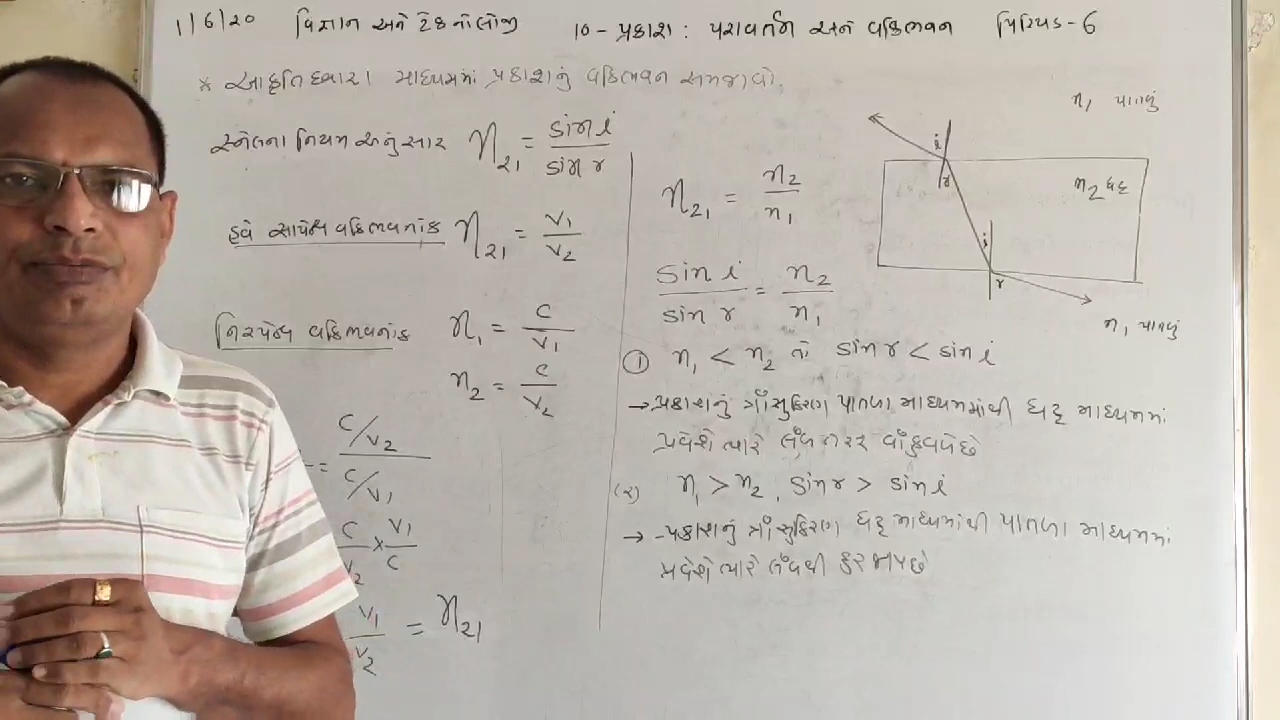 1/6/20 વિજ્ઞાન અને ટેકનોલોજી 10 - પ્રકાશ : પરાવર્તન અને વક્રિભવન પિરિયડ - 6
* આકૃતિ દ્વારા માધ્યમમાં પ્રકાશનું વક્રિભવન સમજાવો.
સ્નેલના નિયમ અનુસાર n21 = sin i / sin r
હવે સાપેક્ષ વક્રિભવનાંક n21 = v1 / v2
નિરપેક્ષ વક્રિભવનાંક n1 = c / v1
n2 = c / v2
= C/v2 / C/v1
C / v2 × v1 / c
v1 / v2 = n21
n21 = n2 / n1
sin i / sin r = n2 / n1
① n1 < n2 તો sin r < sin i
→ પ્રકાશનું ત્રાંસુ કિરણ પાતળા માધ્યમમાંથી ઘટ્ટ માધ્યમમાં
પ્રવેશે ત્યારે લંબ તરફ વાંકુ વળે છે
(૨) n1 > n2, sin r > sin i
→ પ્રકાશનું ત્રાંસુ કિરણ ઘટ્ટ માધ્યમાંથી પાતળા માધ્યમમાં
પ્રવેશે ત્યારે લંબથી દૂર જાય છે
n1 પાતળું
i
r
n2 ઘટ્ટ
i
r
n1 પાતળું